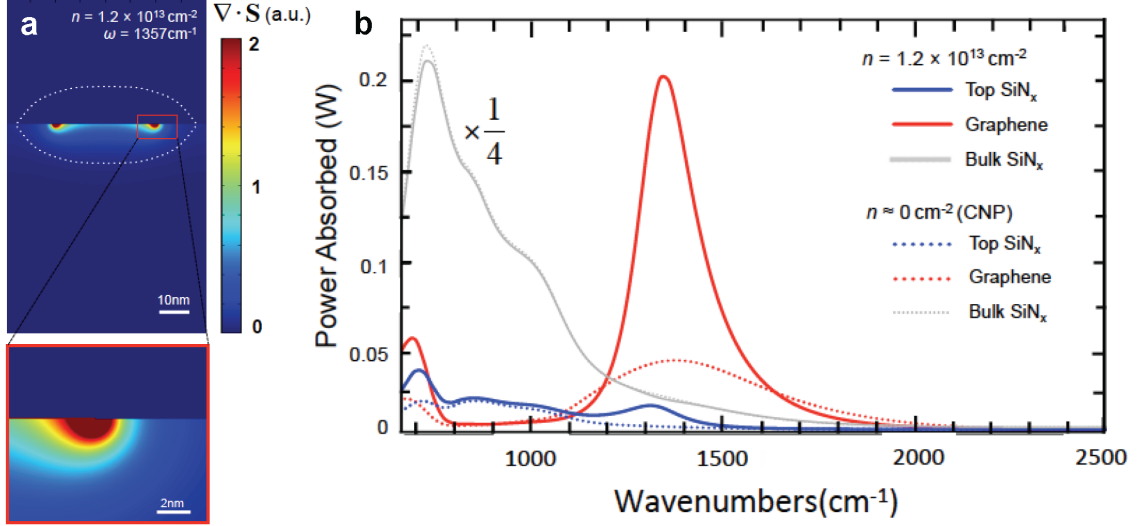 a
n = 1.2 × 10¹³ cm⁻²
ω = 1357cm⁻¹
∇ · S (a.u.)
2
1
0
10nm
2nm
b
Power Absorbed (W)
0.2
0.15
0.1
0.05
0
× 1/4
n = 1.2 × 10¹³ cm⁻²
Top SiNₓ
Graphene
Bulk SiNₓ
n ≈ 0 cm⁻² (CNP)
Top SiNₓ
Graphene
Bulk SiNₓ
1000 1500 2000 2500
Wavenumbers(cm⁻¹)